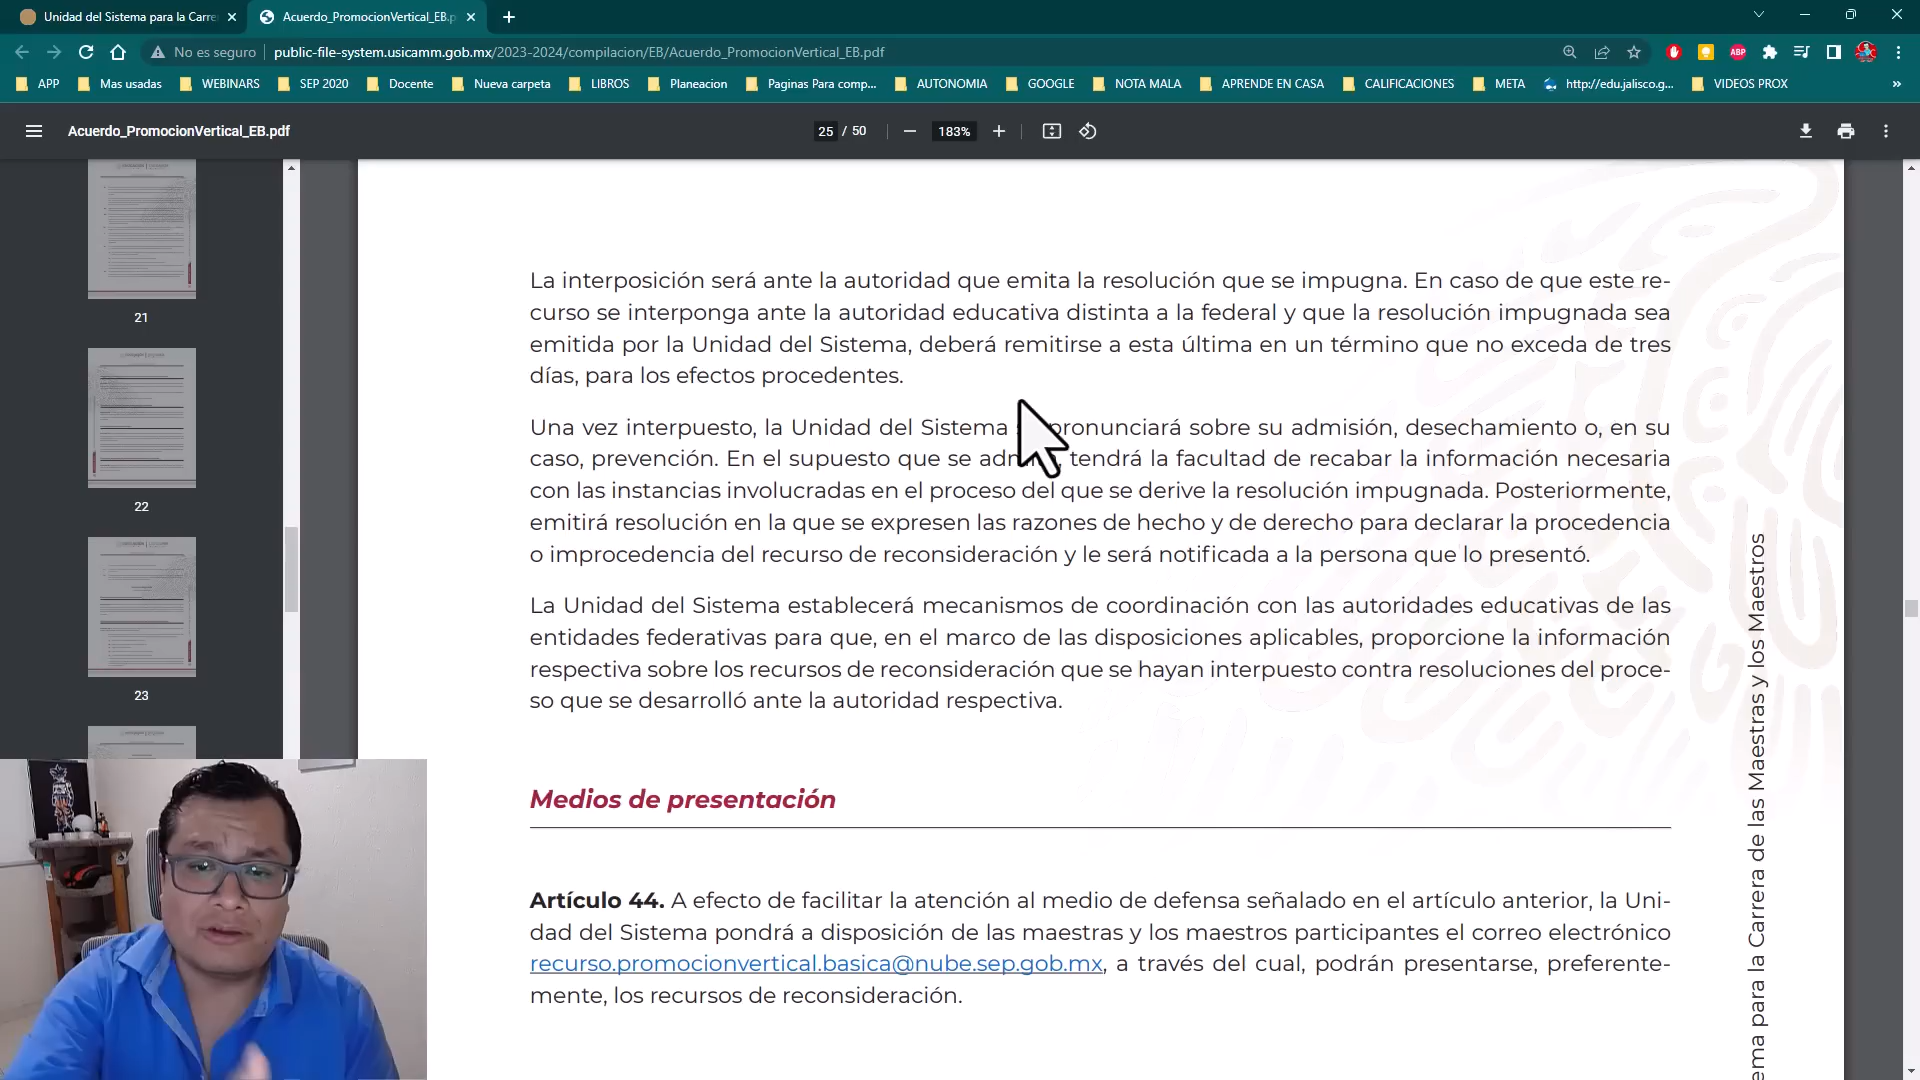 Unidad del Sistema para la Carre
Acuerdo_PromocionVertical_EB.p
No es seguro
public-file-system.usicamm.gob.mx/2023-2024/compilacion/EB/Acuerdo_PromocionVertical_EB.pdf
ABP
APP
Mas usadas
WEBINARS
SEP 2020
Docente
Nueva carpeta
LIBROS
Planeacion
Paginas Para comp...
AUTONOMIA
GOOGLE
NOTA MALA
APRENDE EN CASA
CALIFICACIONES
META
http://edu.jalisco.g...
VIDEOS PROX
»
Acuerdo_PromocionVertical_EB.pdf
25 / 50
183%
21
22
23
La interposición será ante la autoridad que emita la resolución que se impugna. En caso de que este re-
curso se interponga ante la autoridad educativa distinta a la federal y que la resolución impugnada sea
emitida por la Unidad del Sistema, deberá remitirse a esta última en un término que no exceda de tres
días, para los efectos procedentes.
Una vez interpuesto, la Unidad del Sistema pronunciará sobre su admisión, desechamiento o, en su
caso, prevención. En el supuesto que se tendrá la facultad de recabar la información necesaria
con las instancias involucradas en el proceso del que se derive la resolución impugnada. Posteriormente,
emitirá resolución en la que se expresen las razones de hecho y de derecho para declarar la procedencia
o improcedencia del recurso de reconsideración y le será notificada a la persona que lo presentó.
La Unidad del Sistema establecerá mecanismos de coordinación con las autoridades educativas de las
entidades federativas para que, en el marco de las disposiciones aplicables, proporcione la información
respectiva sobre los recursos de reconsideración que se hayan interpuesto contra resoluciones del proce-
so que se desarrolló ante la autoridad respectiva.
Medios de presentación
Artículo 44. A efecto de facilitar la atención al medio de defensa señalado en el artículo anterior, la Uni-
dad del Sistema pondrá a disposición de las maestras y los maestros participantes el correo electrónico
recurso.promocionvertical.basica@nube.sep.gob.mx, a través del cual, podrán presentarse, preferente-
mente, los recursos de reconsideración.
ema para la Carrera de las Maestras y los Maestros